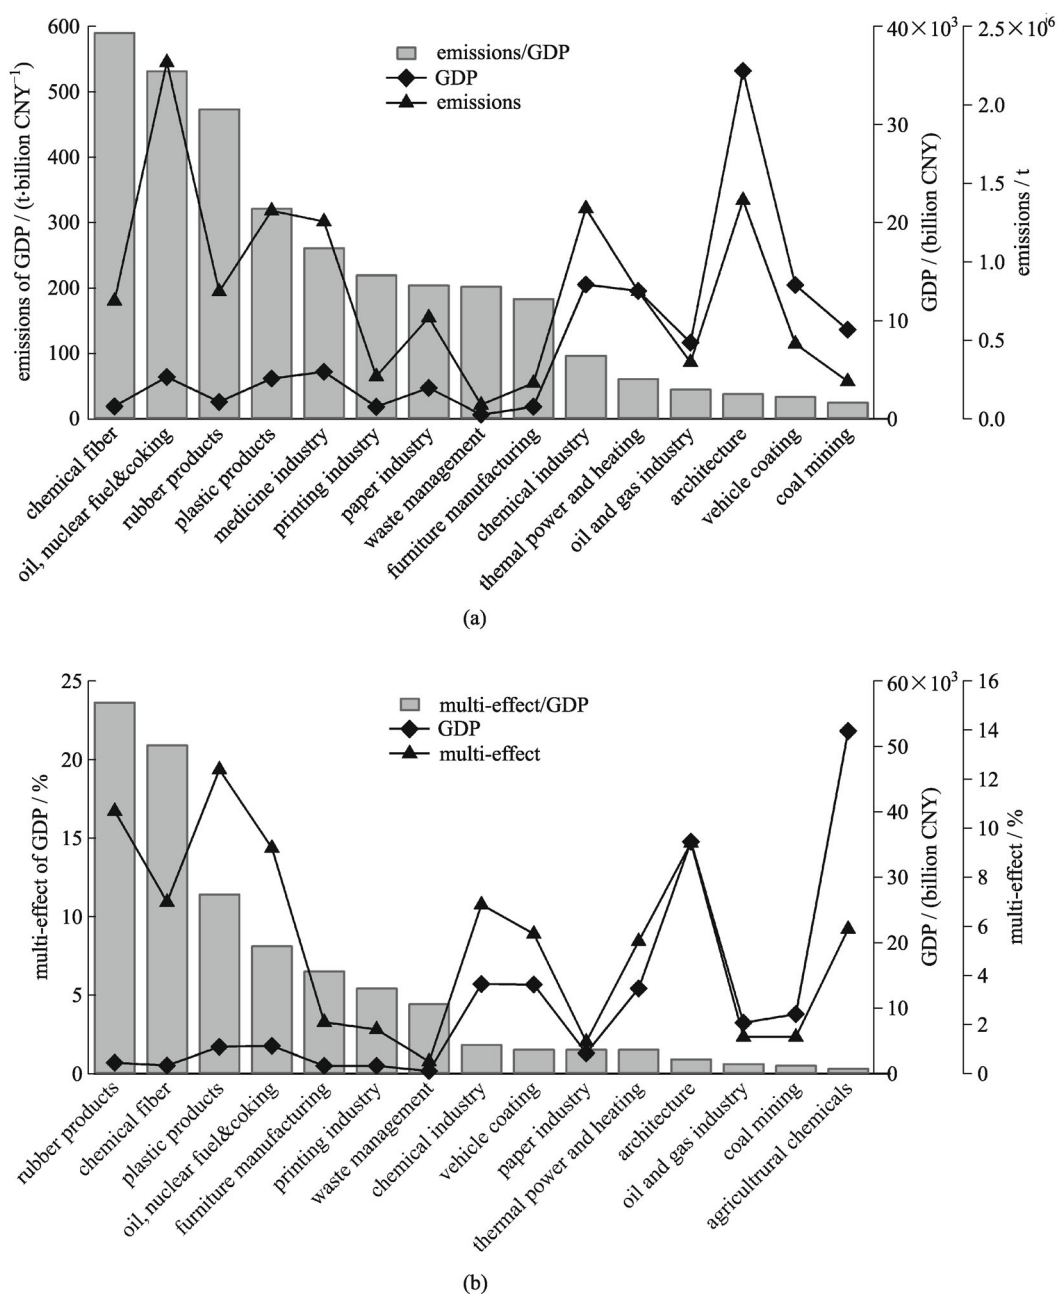 600
500
400
300
200
100
0
emissions of GDP / (t·billion CNY⁻¹)
emissions/GDP
GDP
emissions
40×10³
30
20
10
0
GDP / (billion CNY)
2.5×10⁶
2.0
1.5
1.0
0.5
0.0
emissions / t
chemical fiber
oil, nuclear fuel&coking
rubber products
plastic products
medicine industry
printing industry
paper industry
waste management
furniture manufacturing
chemical industry
themal power and heating
oil and gas industry
architecture
vehicle coating
coal mining
(a)
25
20
15
10
5
0
multi-effect of GDP / %
multi-effect/GDP
GDP
multi-effect
60×10³
50
40
30
20
10
0
GDP / (billion CNY)
16
14
12
10
8
6
4
2
0
multi-effect / %
rubber products
chemical fiber
plastic products
oil, nuclear fuel&coking
furniture manufacturing
printing industry
waste management
chemical industry
vehicle coating
paper industry
thermal power and heating
architecture
oil and gas industry
coal mining
agricultrural chemicals
(b)